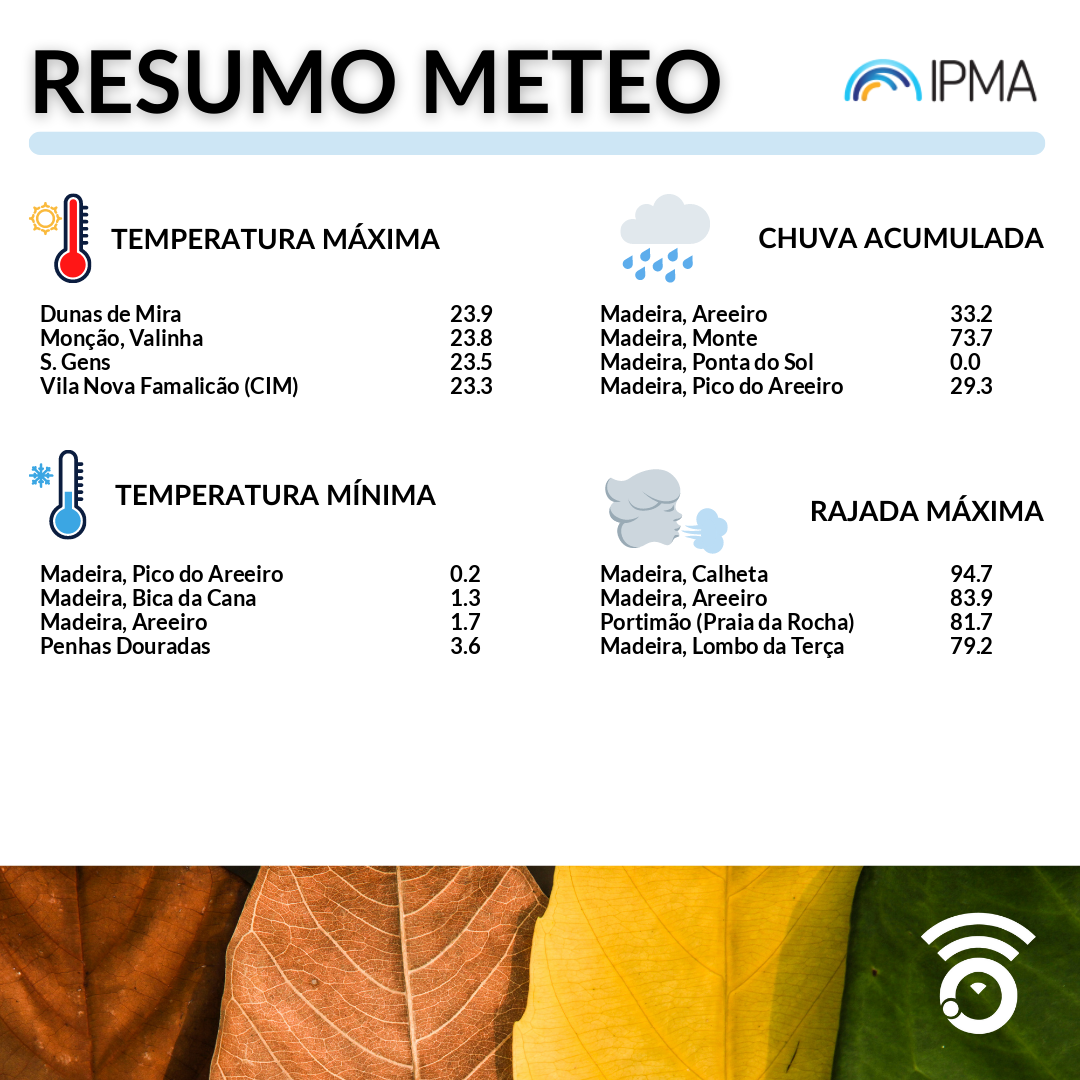 RESUMO METEO
IPMA
TEMPERATURA MÁXIMA
Dunas de Mira 23.9
Monção, Valinha 23.8
S. Gens 23.5
Vila Nova Famalicão (CIM) 23.3
CHUVA ACUMULADA
Madeira, Areeiro 33.2
Madeira, Monte 73.7
Madeira, Ponta do Sol 0.0
Madeira, Pico do Areeiro 29.3
TEMPERATURA MÍNIMA
Madeira, Pico do Areeiro 0.2
Madeira, Bica da Cana 1.3
Madeira, Areeiro 1.7
Penhas Douradas 3.6
RAJADA MÁXIMA
Madeira, Calheta 94.7
Madeira, Areeiro 83.9
Portimão (Praia da Rocha) 81.7
Madeira, Lombo da Terça 79.2